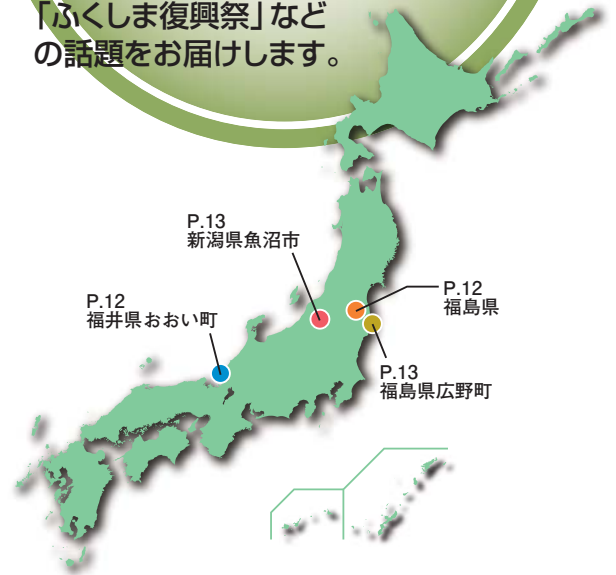 「ふくしま復興祭」など
の話題をお届けします。
P.13
新潟県魚沼市
P.12
福島県
P.12
福井県おおい町
P.13
福島県広野町